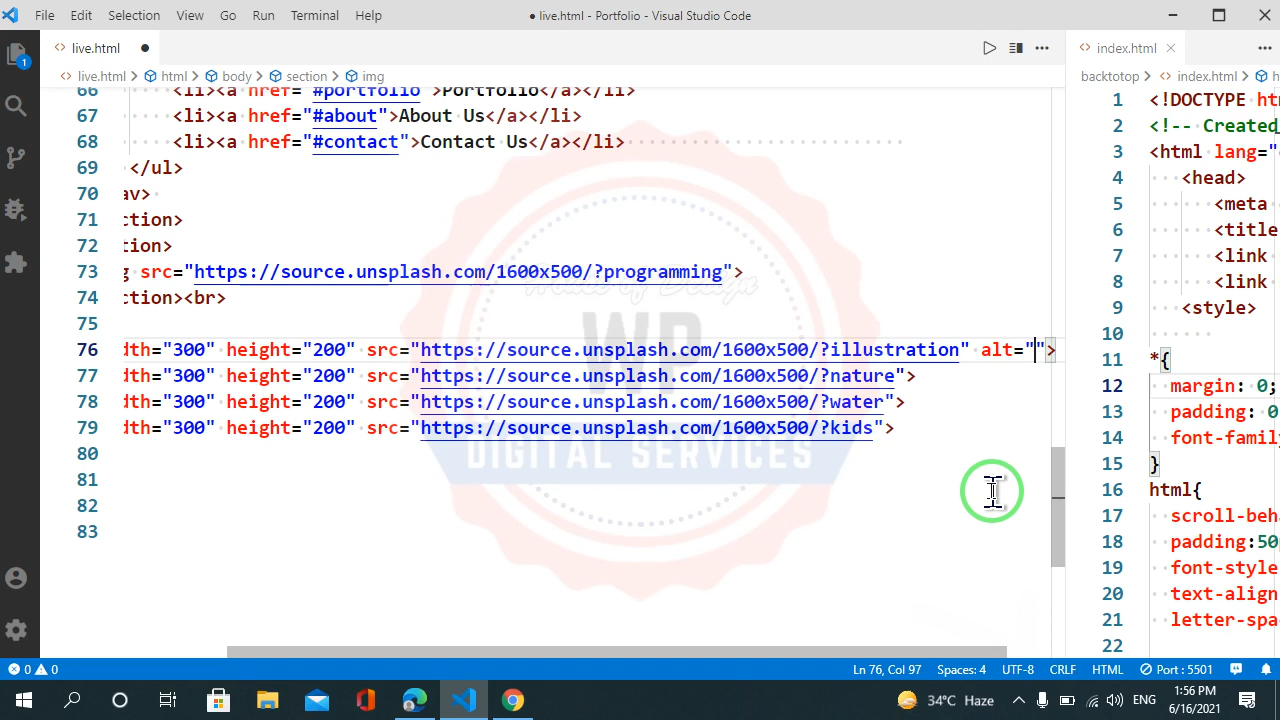 File Edit Selection View Go Run Terminal Help
● live.html - Portfolio - Visual Studio Code
live.html ●
index.html ×
live.html > html > body > section > img
backtotop > index.html > h
66 <li><a href="#portfolio">Portfolio</a></li>
67 <li><a href="#about">About Us</a></li>
68 <li><a href="#contact">Contact Us</a></li>
69 </ul>
70 av>
71 ction>
72 tion>
73 g src="https://source.unsplash.com/1600x500/?programming">
74 ction><br>
75
76 dth="300" height="200" src="https://source.unsplash.com/1600x500/?illustration" alt="">
77 dth="300" height="200" src="https://source.unsplash.com/1600x500/?nature">
78 dth="300" height="200" src="https://source.unsplash.com/1600x500/?water">
79 dth="300" height="200" src="https://source.unsplash.com/1600x500/?kids">
80
81
82
83
1 <!DOCTYPE ht
2 <!-- Created
3 <html lang="
4 <head>
5 <meta
6 <title
7 <link
8 <link
9 <style>
10
11 *{
12 margin: 0;
13 padding: 0
14 font-family
15 }
16 html{
17 scroll-beh
18 padding:50
19 font-style
20 text-align
21 letter-spa
22
House of Design
WP
DIGITAL SERVICES
1
0 0
Ln 76, Col 97 Spaces: 4 UTF-8 CRLF HTML Port : 5501
34°C Haze
ENG
1:56 PM
6/16/2021